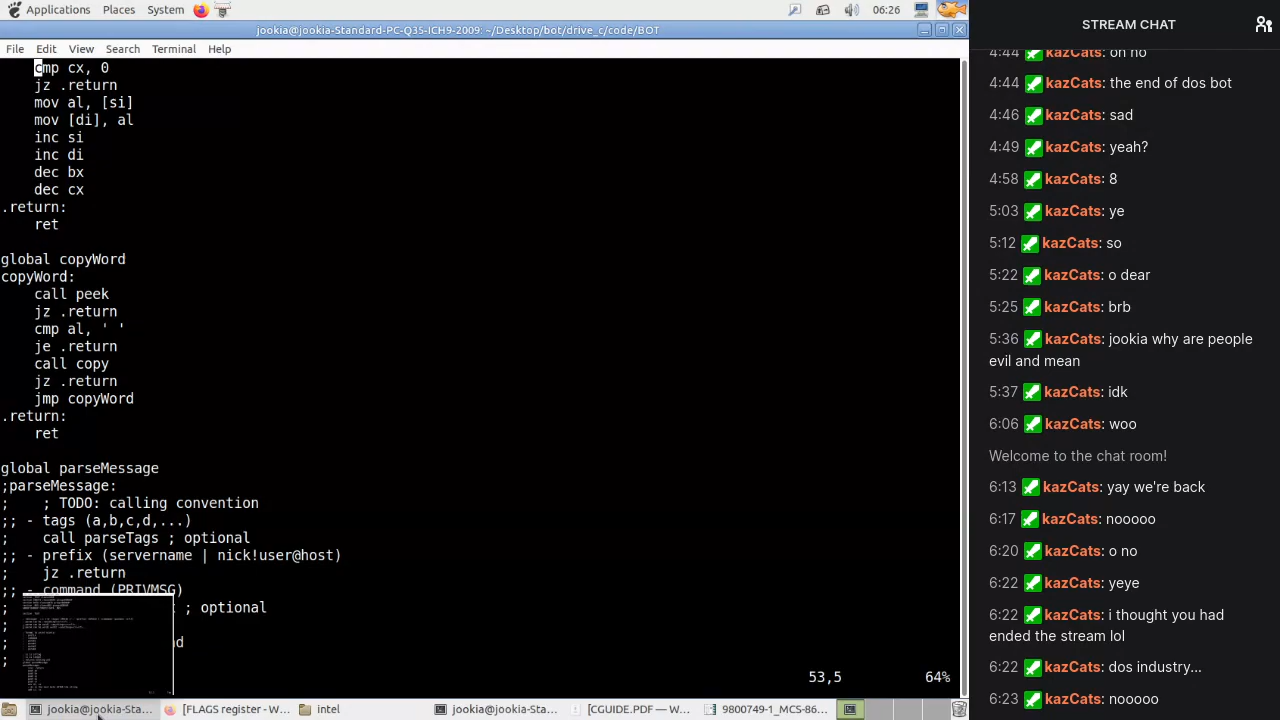 Applications Places System 06:26
jookia@jookia-Standard-PC-Q35-ICH9-2009: ~/Desktop/bot/drive_c/code/BOT
File Edit View Search Terminal Help
cmp cx, 0
jz .return
mov al, [si]
mov [di], al
inc si
inc di
dec bx
dec cx
.return:
ret
global copyWord
copyWord:
call peek
jz .return
cmp al, ' '
je .return
call copy
jz .return
jmp copyWord
.return:
ret
global parseMessage
;parseMessage:
; ; TODO: calling convention
;; - tags (a,b,c,d,...)
; call parseTags ; optional
;; - prefix (servername | nick!user@host)
; jz .return
;; - command (PRIVMSG)
; ; optional
;
; d
;
53,5 64%
jookia@jookia-Sta... [FLAGS register - W... intel jookia@jookia-Sta... [CGUIDE.PDF — W... 9800749-1_MCS-86...
STREAM CHAT
4:44 kazCats: oh no
4:44 kazCats: the end of dos bot
4:46 kazCats: sad
4:49 kazCats: yeah?
4:58 kazCats: 8
5:03 kazCats: ye
5:12 kazCats: so
5:22 kazCats: o dear
5:25 kazCats: brb
5:36 kazCats: jookia why are people
evil and mean
5:37 kazCats: idk
6:06 kazCats: woo
Welcome to the chat room!
6:13 kazCats: yay we're back
6:17 kazCats: nooooo
6:20 kazCats: o no
6:22 kazCats: yeye
6:22 kazCats: i thought you had
ended the stream lol
6:22 kazCats: dos industry...
6:23 kazCats: nooooo